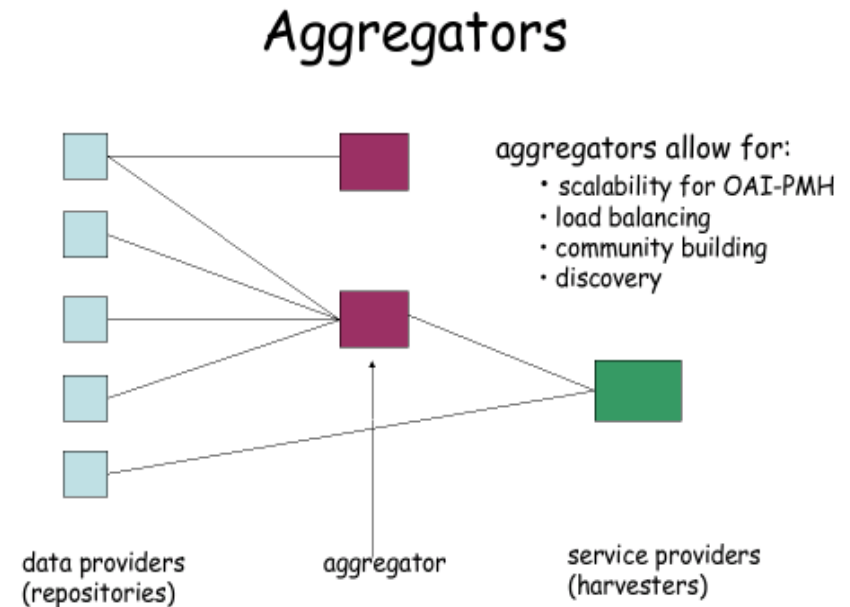 Aggregators
aggregators allow for:
• scalability for OAI-PMH
• load balancing
• community building
• discovery
data providers
(repositories)
aggregator
service providers
(harvesters)